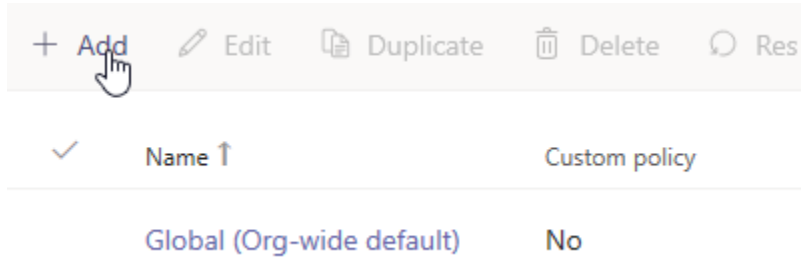 + Add Edit Duplicate Delete Res
Name ↑ Custom policy
Global (Org-wide default) No